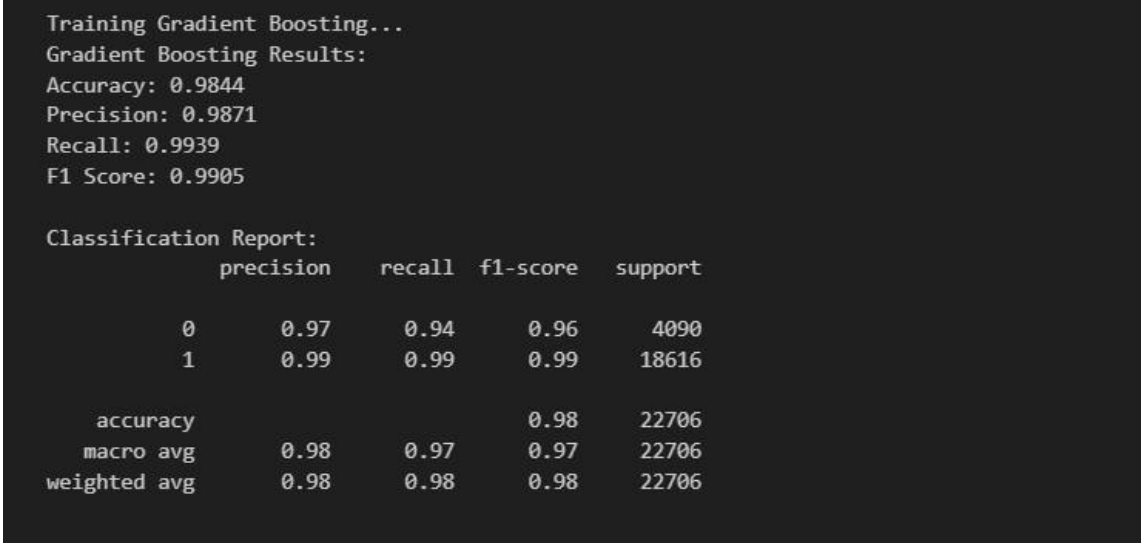 Training Gradient Boosting...
Gradient Boosting Results:
Accuracy: 0.9844
Precision: 0.9871
Recall: 0.9939
F1 Score: 0.9905
Classification Report:
precision recall f1-score support
0 0.97 0.94 0.96 4090
1 0.99 0.99 0.99 18616
accuracy 0.98 22706
macro avg 0.98 0.97 0.97 22706
weighted avg 0.98 0.98 0.98 22706